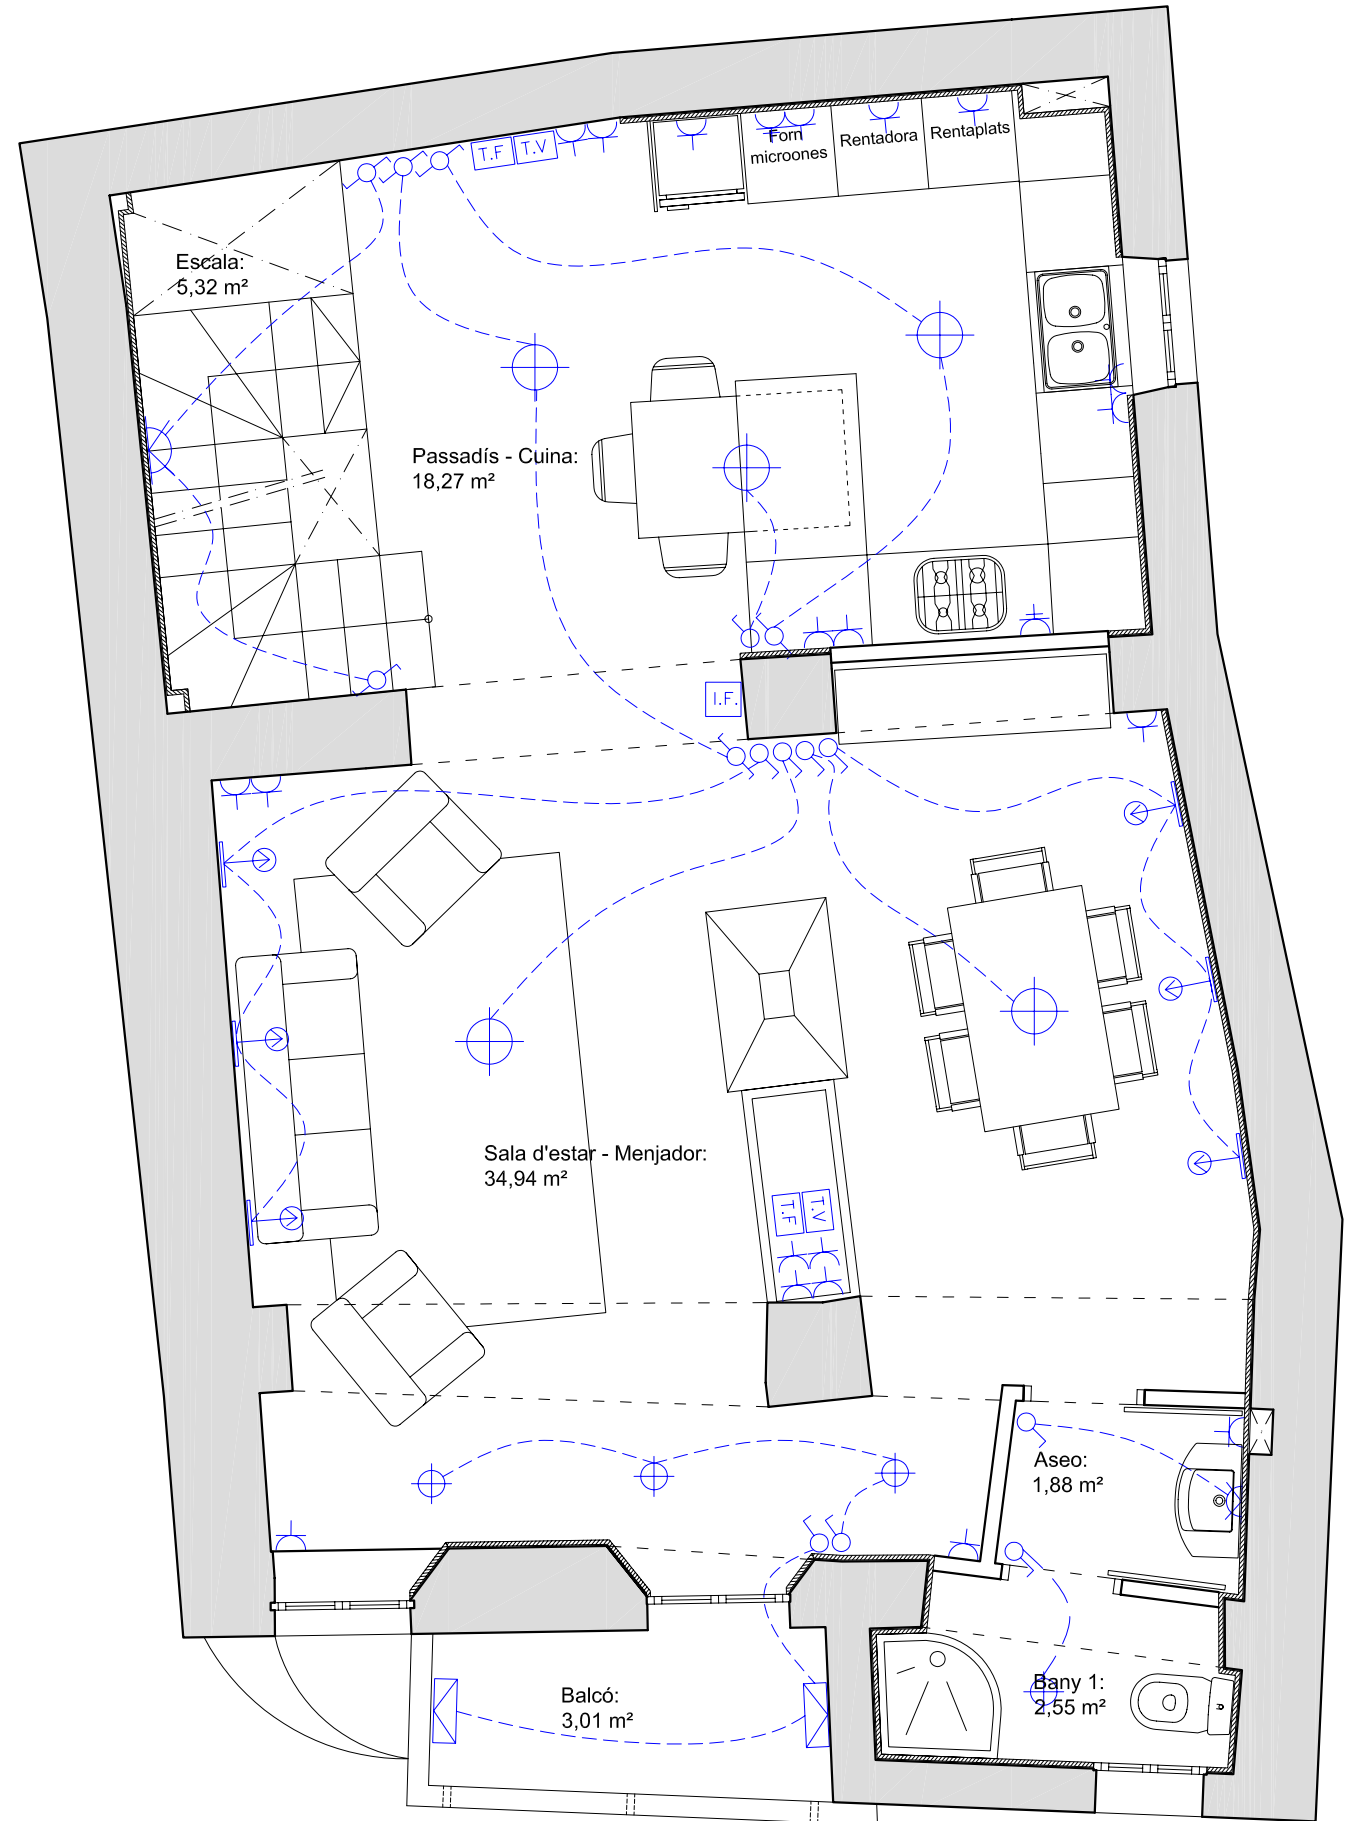 T.F
T.V
Forn
microones
Rentadora
Rentaplats
Escala:
5,32 m²
Passadís - Cuina:
18,27 m²
I.F.
Sala d'estar - Menjador:
34,94 m²
T.F
T.V
Aseo:
1,88 m²
Bany 1:
2,55 m²
Balcó:
3,01 m²